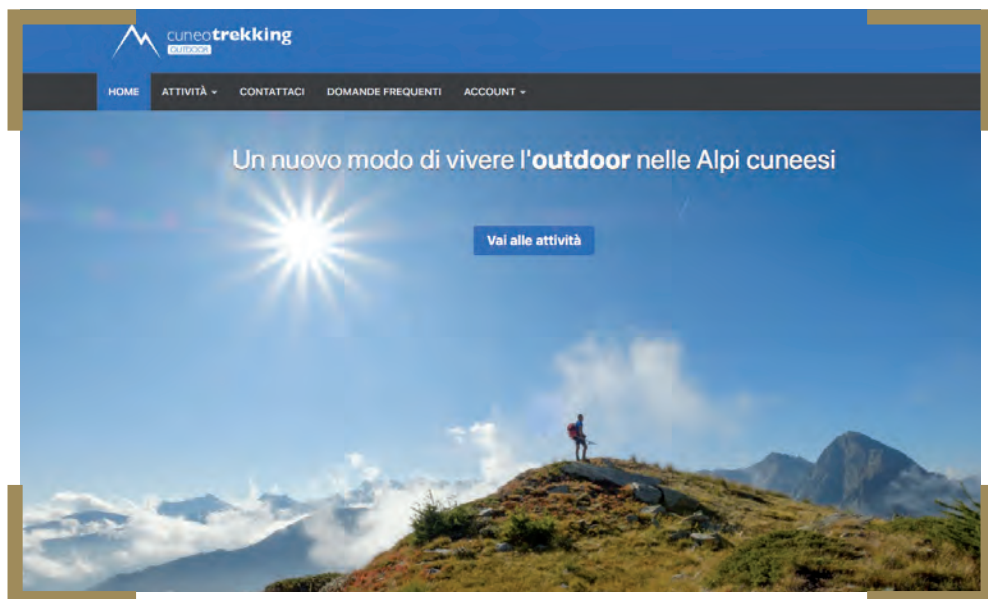 cuneotrekking
OUTDOOR
HOME ATTIVITÀ CONTATTACI DOMANDE FREQUENTI ACCOUNT
Un nuovo modo di vivere l'outdoor nelle Alpi cuneesi
Vai alle attività